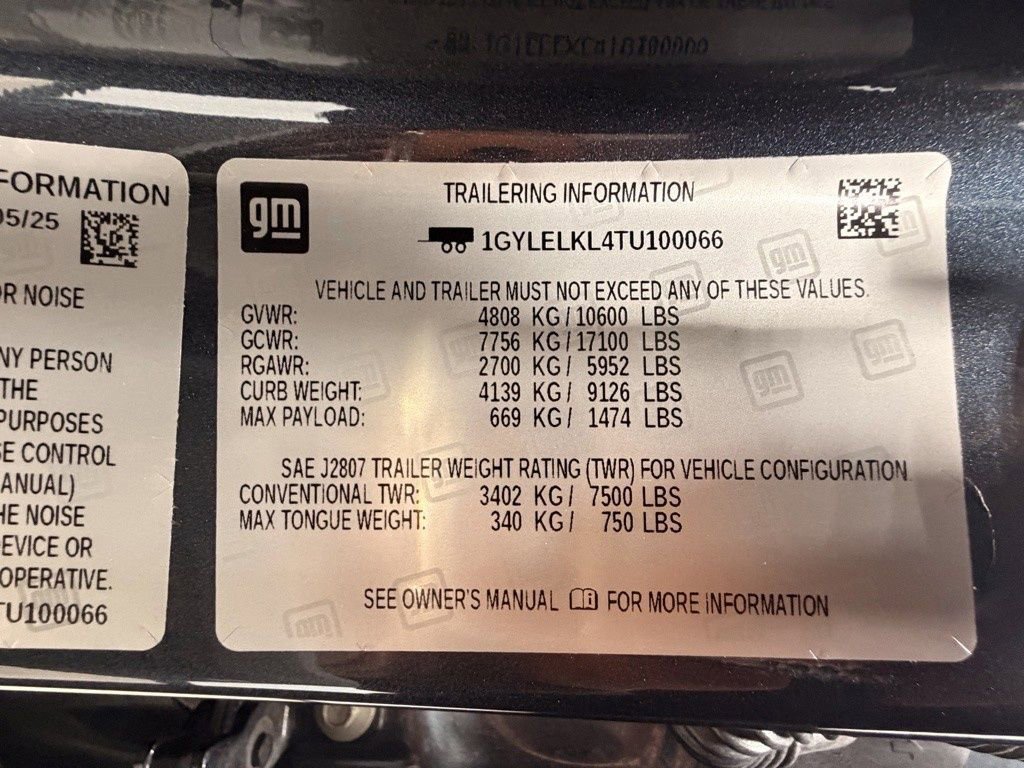 FORMATION
05/25
OR NOISE
NY PERSON
THE
PURPOSES
SE CONTROL
ANUAL)
HE NOISE
EVICE OR
OPERATIVE.
TU100066
gm
TRAILERING INFORMATION
1GYLELKL4TU100066
VEHICLE AND TRAILER MUST NOT EXCEED ANY OF THESE VALUES.
GVWR: 4808 KG/10600 LBS
GCWR: 7756 KG/17100 LBS
RGAWR: 2700 KG/ 5952 LBS
CURB WEIGHT: 4139 KG/ 9126 LBS
MAX PAYLOAD: 669 KG/ 1474 LBS
SAE J2807 TRAILER WEIGHT RATING (TWR) FOR VEHICLE CONFIGURATION
CONVENTIONAL TWR: 3402 KG/ 7500 LBS
MAX TONGUE WEIGHT: 340 KG/ 750 LBS
SEE OWNER'S MANUAL FOR MORE INFORMATION